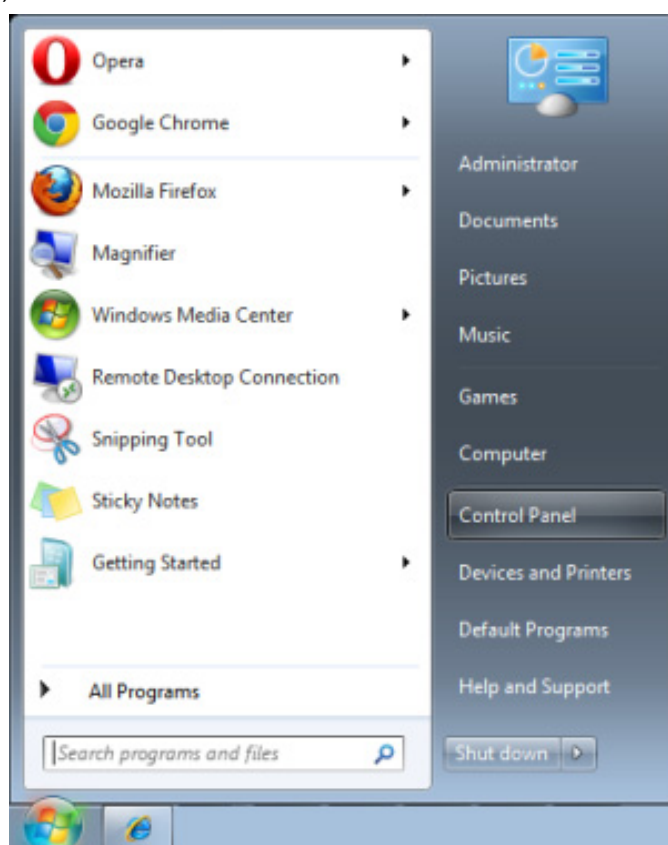 Opera
Google Chrome
Mozilla Firefox
Magnifier
Windows Media Center
Remote Desktop Connection
Snipping Tool
Sticky Notes
Getting Started
All Programs
Search programs and files
Administrator
Documents
Pictures
Music
Games
Computer
Control Panel
Devices and Printers
Default Programs
Help and Support
Shut down